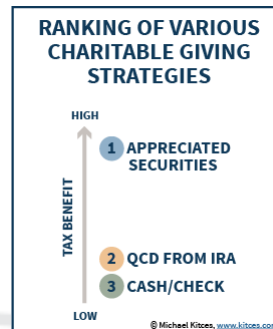 RANKING OF VARIOUS
CHARITABLE GIVING
STRATEGIES
HIGH
1 APPRECIATED
SECURITIES
TAX BENEFIT
2 QCD FROM IRA
3 CASH/CHECK
LOW
© Michael Kitces, www.kitces.com